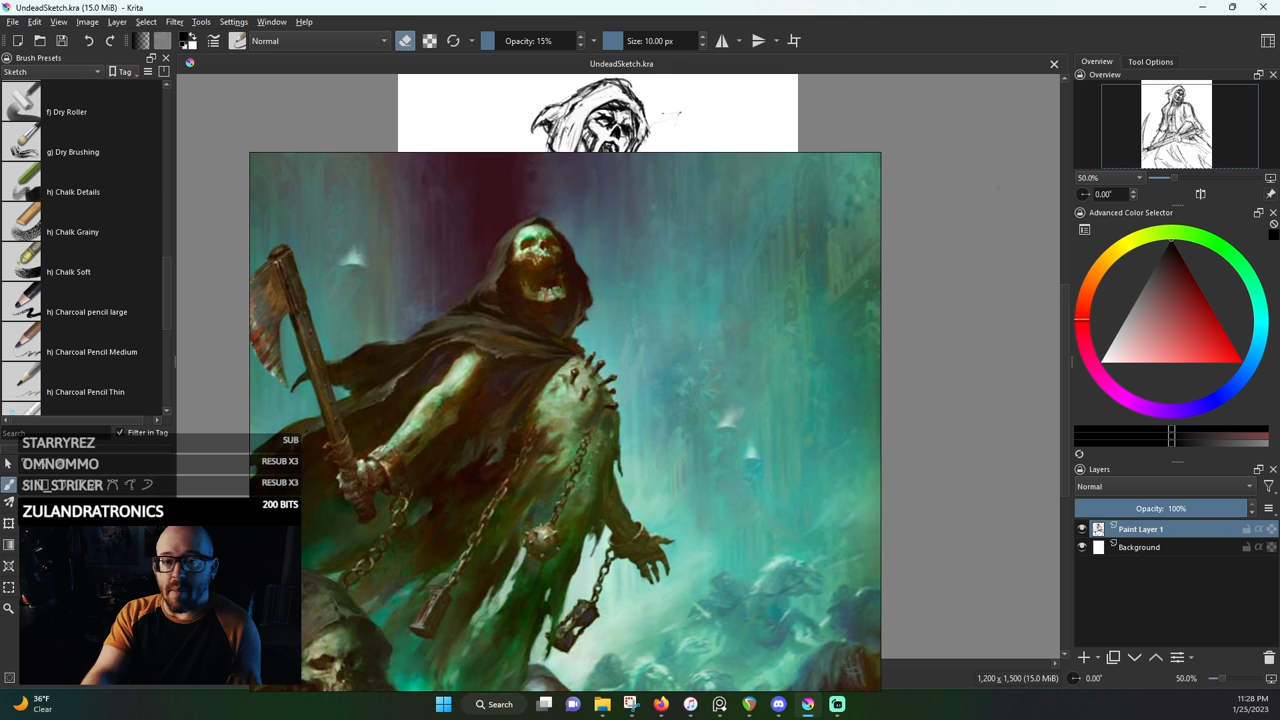 UndeadSketch.kra (15.0 MiB) - Krita
File Edit View Image Layer Select Filter Tools Settings Window Help
Normal
Opacity: 15%
Size: 10.00 px
Brush Presets
Sketch
Tag
f) Dry Roller
g) Dry Brushing
h) Chalk Details
h) Chalk Grainy
h) Chalk Soft
h) Charcoal pencil large
h) Charcoal Pencil Medium
h) Charcoal Pencil Thin
Search
Filter in Tag
STARRYREZ SUB
OMNOMMO RESUB X3
SIN_STRIKER RESUB X3
ZULANDRATRONICS 200 BITS
UndeadSketch.kra
Overview Tool Options
Overview
50.0%
0.00°
Advanced Color Selector
Layers
Normal
Opacity: 100%
Paint Layer 1
Background
1,200 x 1,500 (15.0 MiB) 0.00° 50.0%
36°F
Clear
Search
11:28 PM
1/25/2023